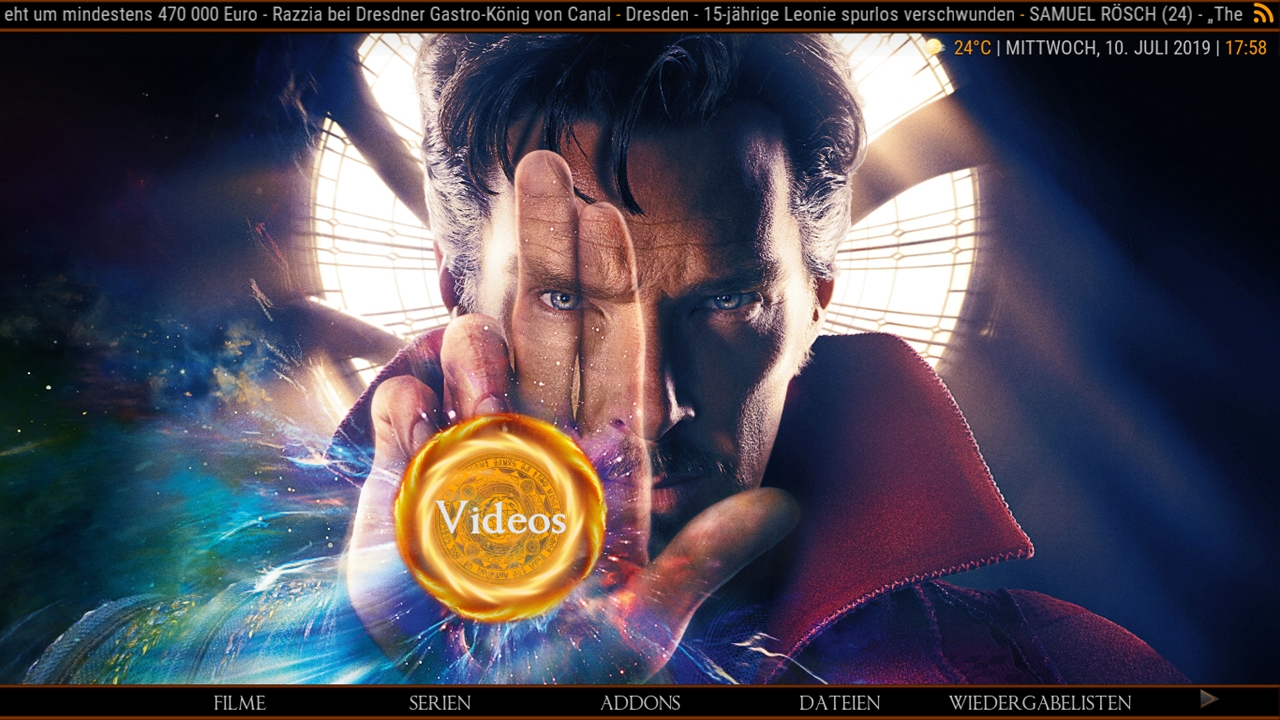 eht um mindestens 470 000 Euro - Razzia bei Dresdner Gastro-König von Canal - Dresden - 15-jährige Leonie spurlos verschwunden - SAMUEL RÖSCH (24) - „The
24°C | MITTWOCH, 10. JULI 2019 | 17:58
Videos
FILME SERIEN ADDONS DATEIEN WIEDERGABELISTEN